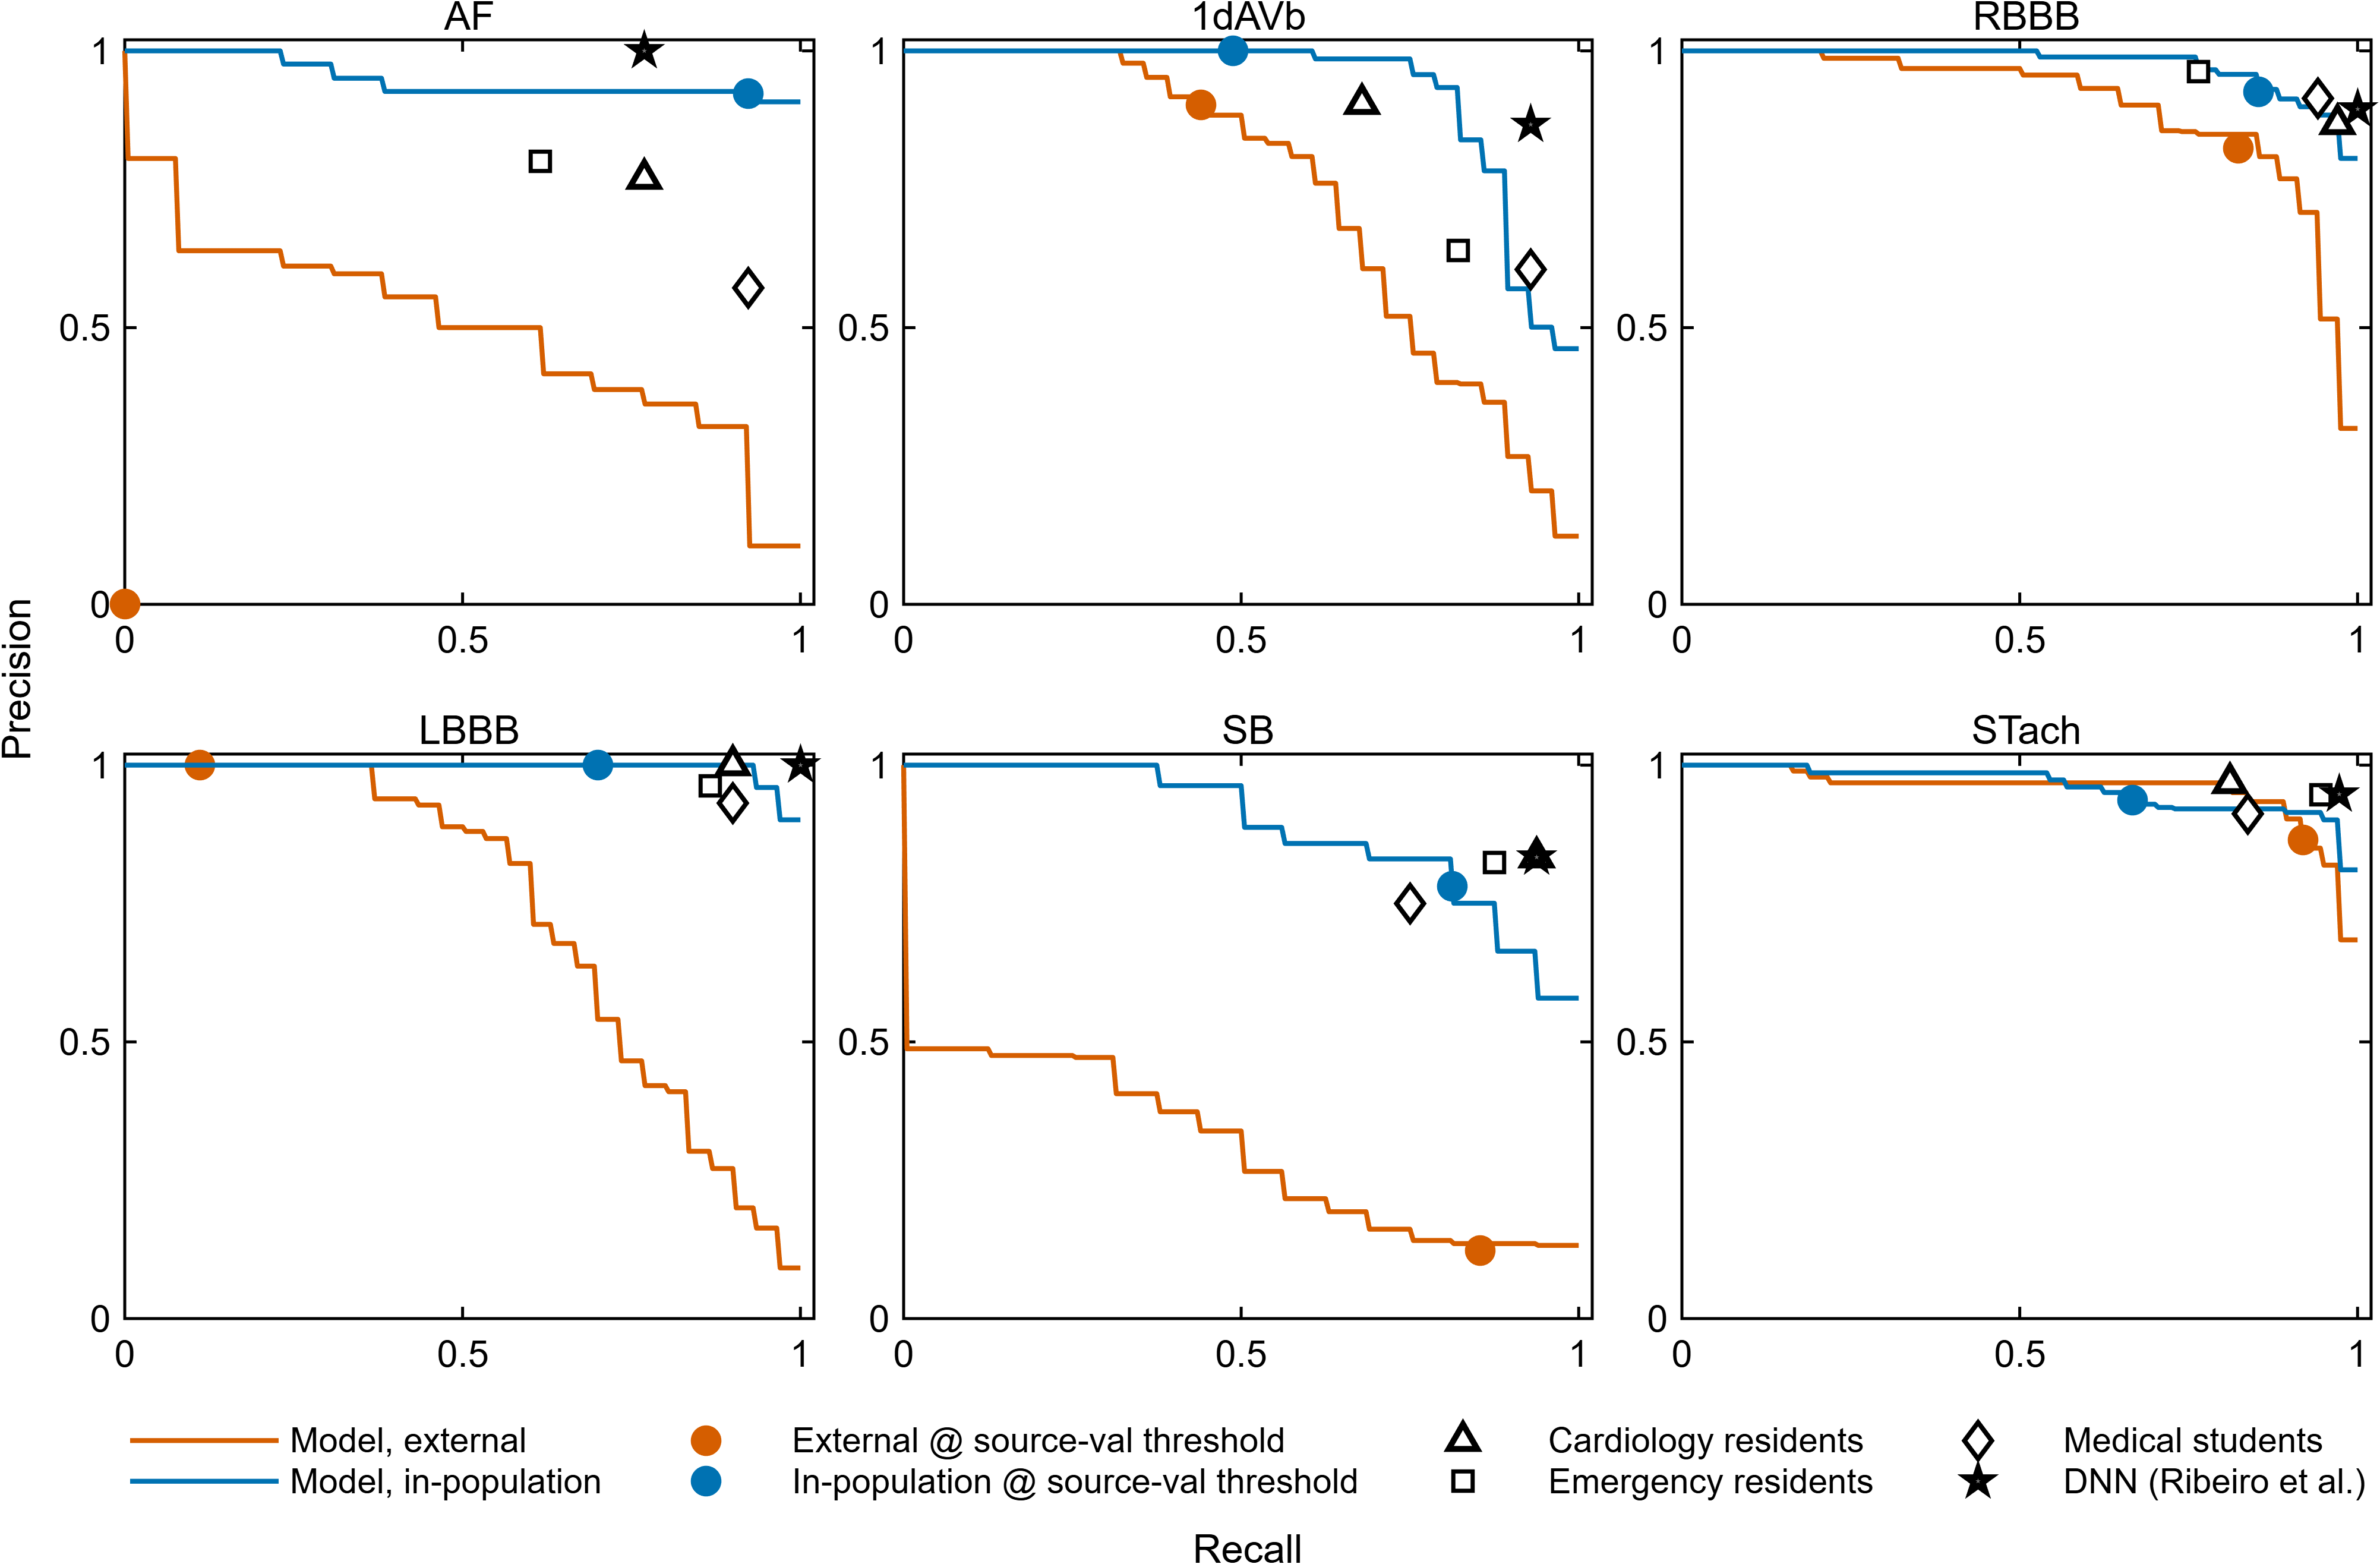 AF
1dAVb
RBBB
1
0.5
0
0
0.5
1
1
0.5
0
0
0.5
1
1
0.5
0
0
0.5
1
Precision
LBBB
SB
STach
1
0.5
0
0
0.5
1
1
0.5
0
0
0.5
1
1
0.5
0
0
0.5
1
Model, external
External @ source-val threshold
Cardiology residents
Medical students
Model, in-population
In-population @ source-val threshold
Emergency residents
DNN (Ribeiro et al.)
Recall